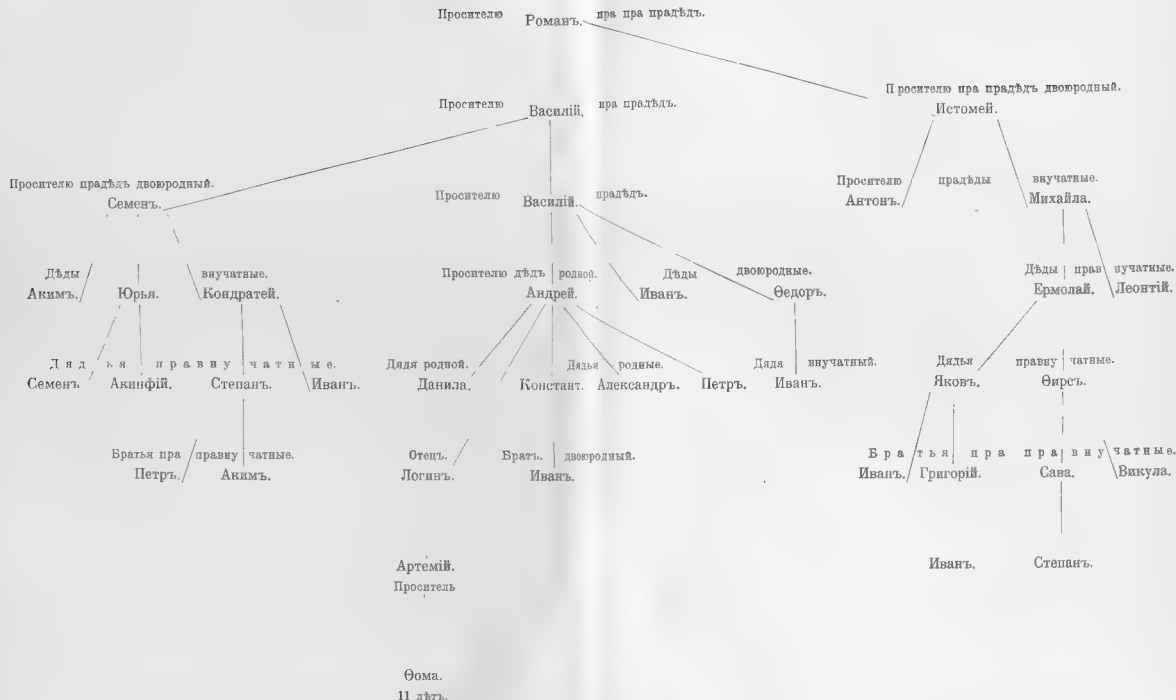 Просителю Романъ. пра пра прадѣдъ.
Просителю пра прадѣдъ двоюродный.
Истомей.
Просителю Василій. пра прадѣдъ.
Просителю прадѣды внучатные.
Антонъ. Михайла.
Просителю прадѣдъ двоюродный.
Семенъ.
Просителю Василій. прадѣдъ.
Дѣды внучатные. Просителю дѣдъ родной. Дѣды двоюродные. Дѣды прав нучатные.
Акимъ. Юрья. Кондратей. Андрей. Иванъ. Ѳедоръ. Ермолай. Леонтій.
Дядья правнучатные. Дядя родной. Дядья родные. Дядя внучатный. Дядья правнучатные.
Семенъ Акинфій. Степанъ. Иванъ. Данила. Констант. Александръ. Петръ. Иванъ. Яковъ. Ѳирсъ.
Братья пра правнучатные. Отецъ. Братъ. двоюродный. Братья пра правнучатные.
Петръ. Акимъ. Логинъ. Иванъ. Иванъ. Григорій. Сава. Викула.
Артемій. Иванъ. Степанъ.
Проситель
Ѳома.
11 лѣтъ.